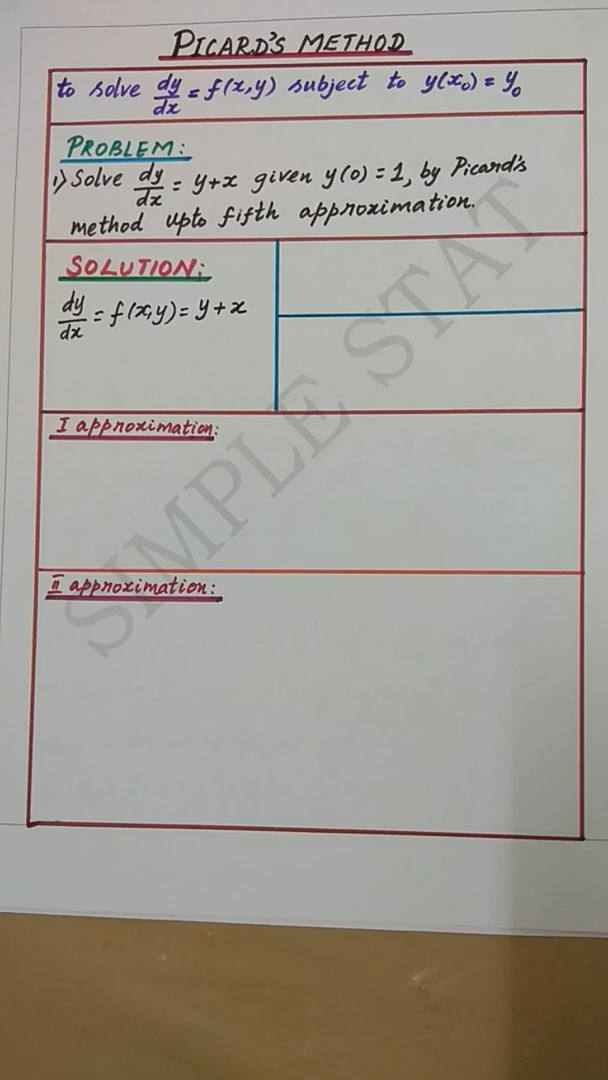 PICARD'S METHOD
to solve dy/dx = f(x,y) subject to y(x₀) = y₀
PROBLEM:
1) Solve dy/dx = y+x given y(0) = 1, by Picard's
method upto fifth approximation.
SOLUTION:
dy/dx = f(x,y) = y+x
I approximation:
II approximation:
SIMPLE STAT